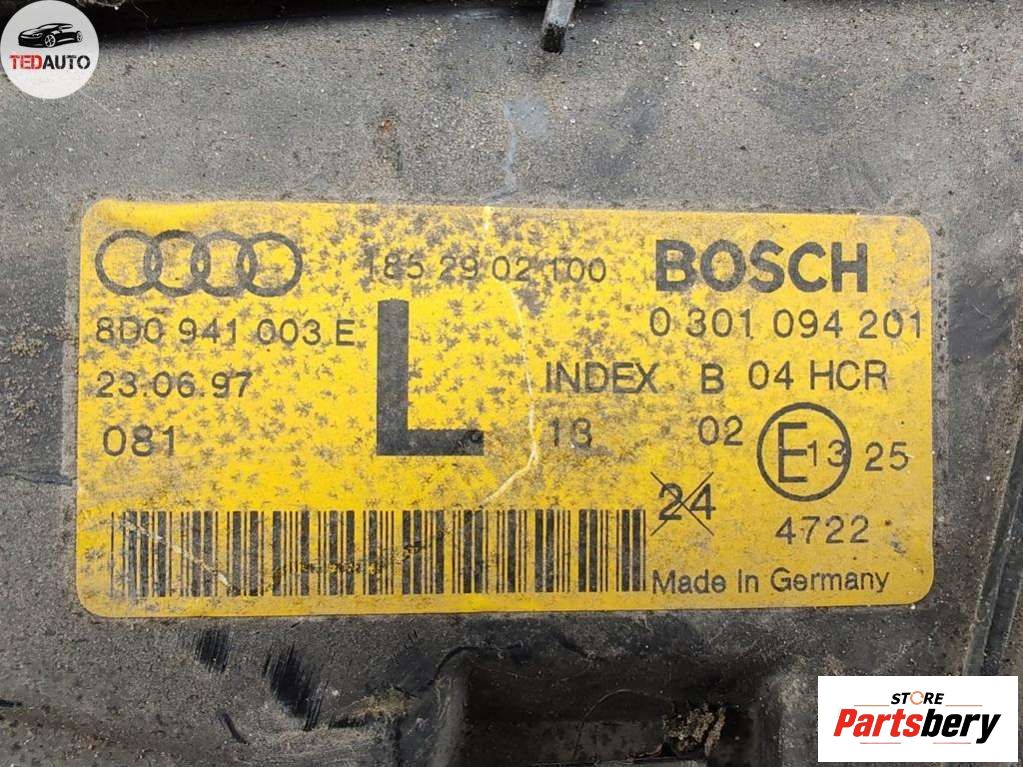 TEDAUTO
185 29 02 100 BOSCH
8D0 941 003 E L 0 301 094 201
23.06.97 INDEX B 04 HCR
081 13 02 E13 25
24
4722
Made In Germany
STORE
Partsbery